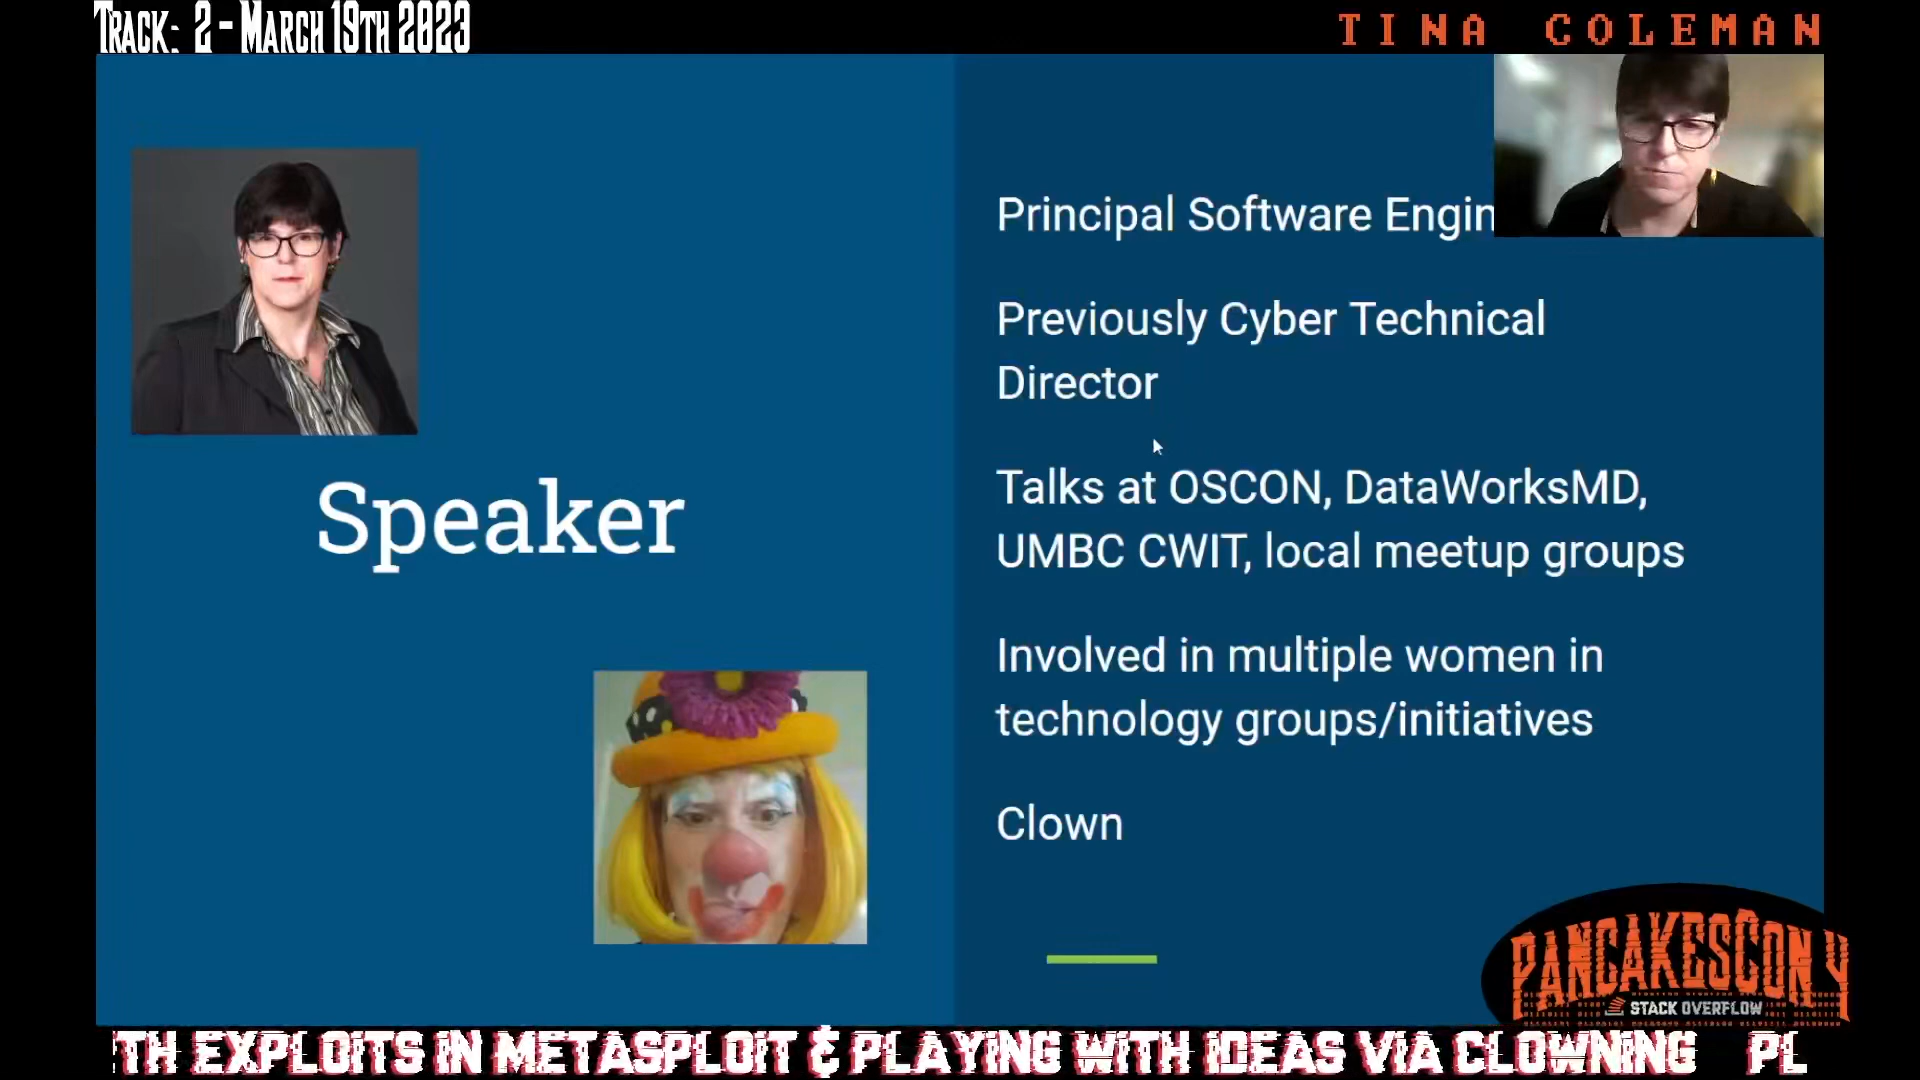 TRACK: 2 - MARCH 19TH 2023
TINA COLEMAN
Speaker
Principal Software Engin
Previously Cyber Technical
Director
Talks at OSCON, DataWorksMD,
UMBC CWIT, local meetup groups
Involved in multiple women in
technology groups/initiatives
Clown
PANCAKESCON 4
STACK OVERFLOW
TH EXPLOITS IN METASPLOIT & PLAYING WITH IDEAS VIA CLOWNING PL